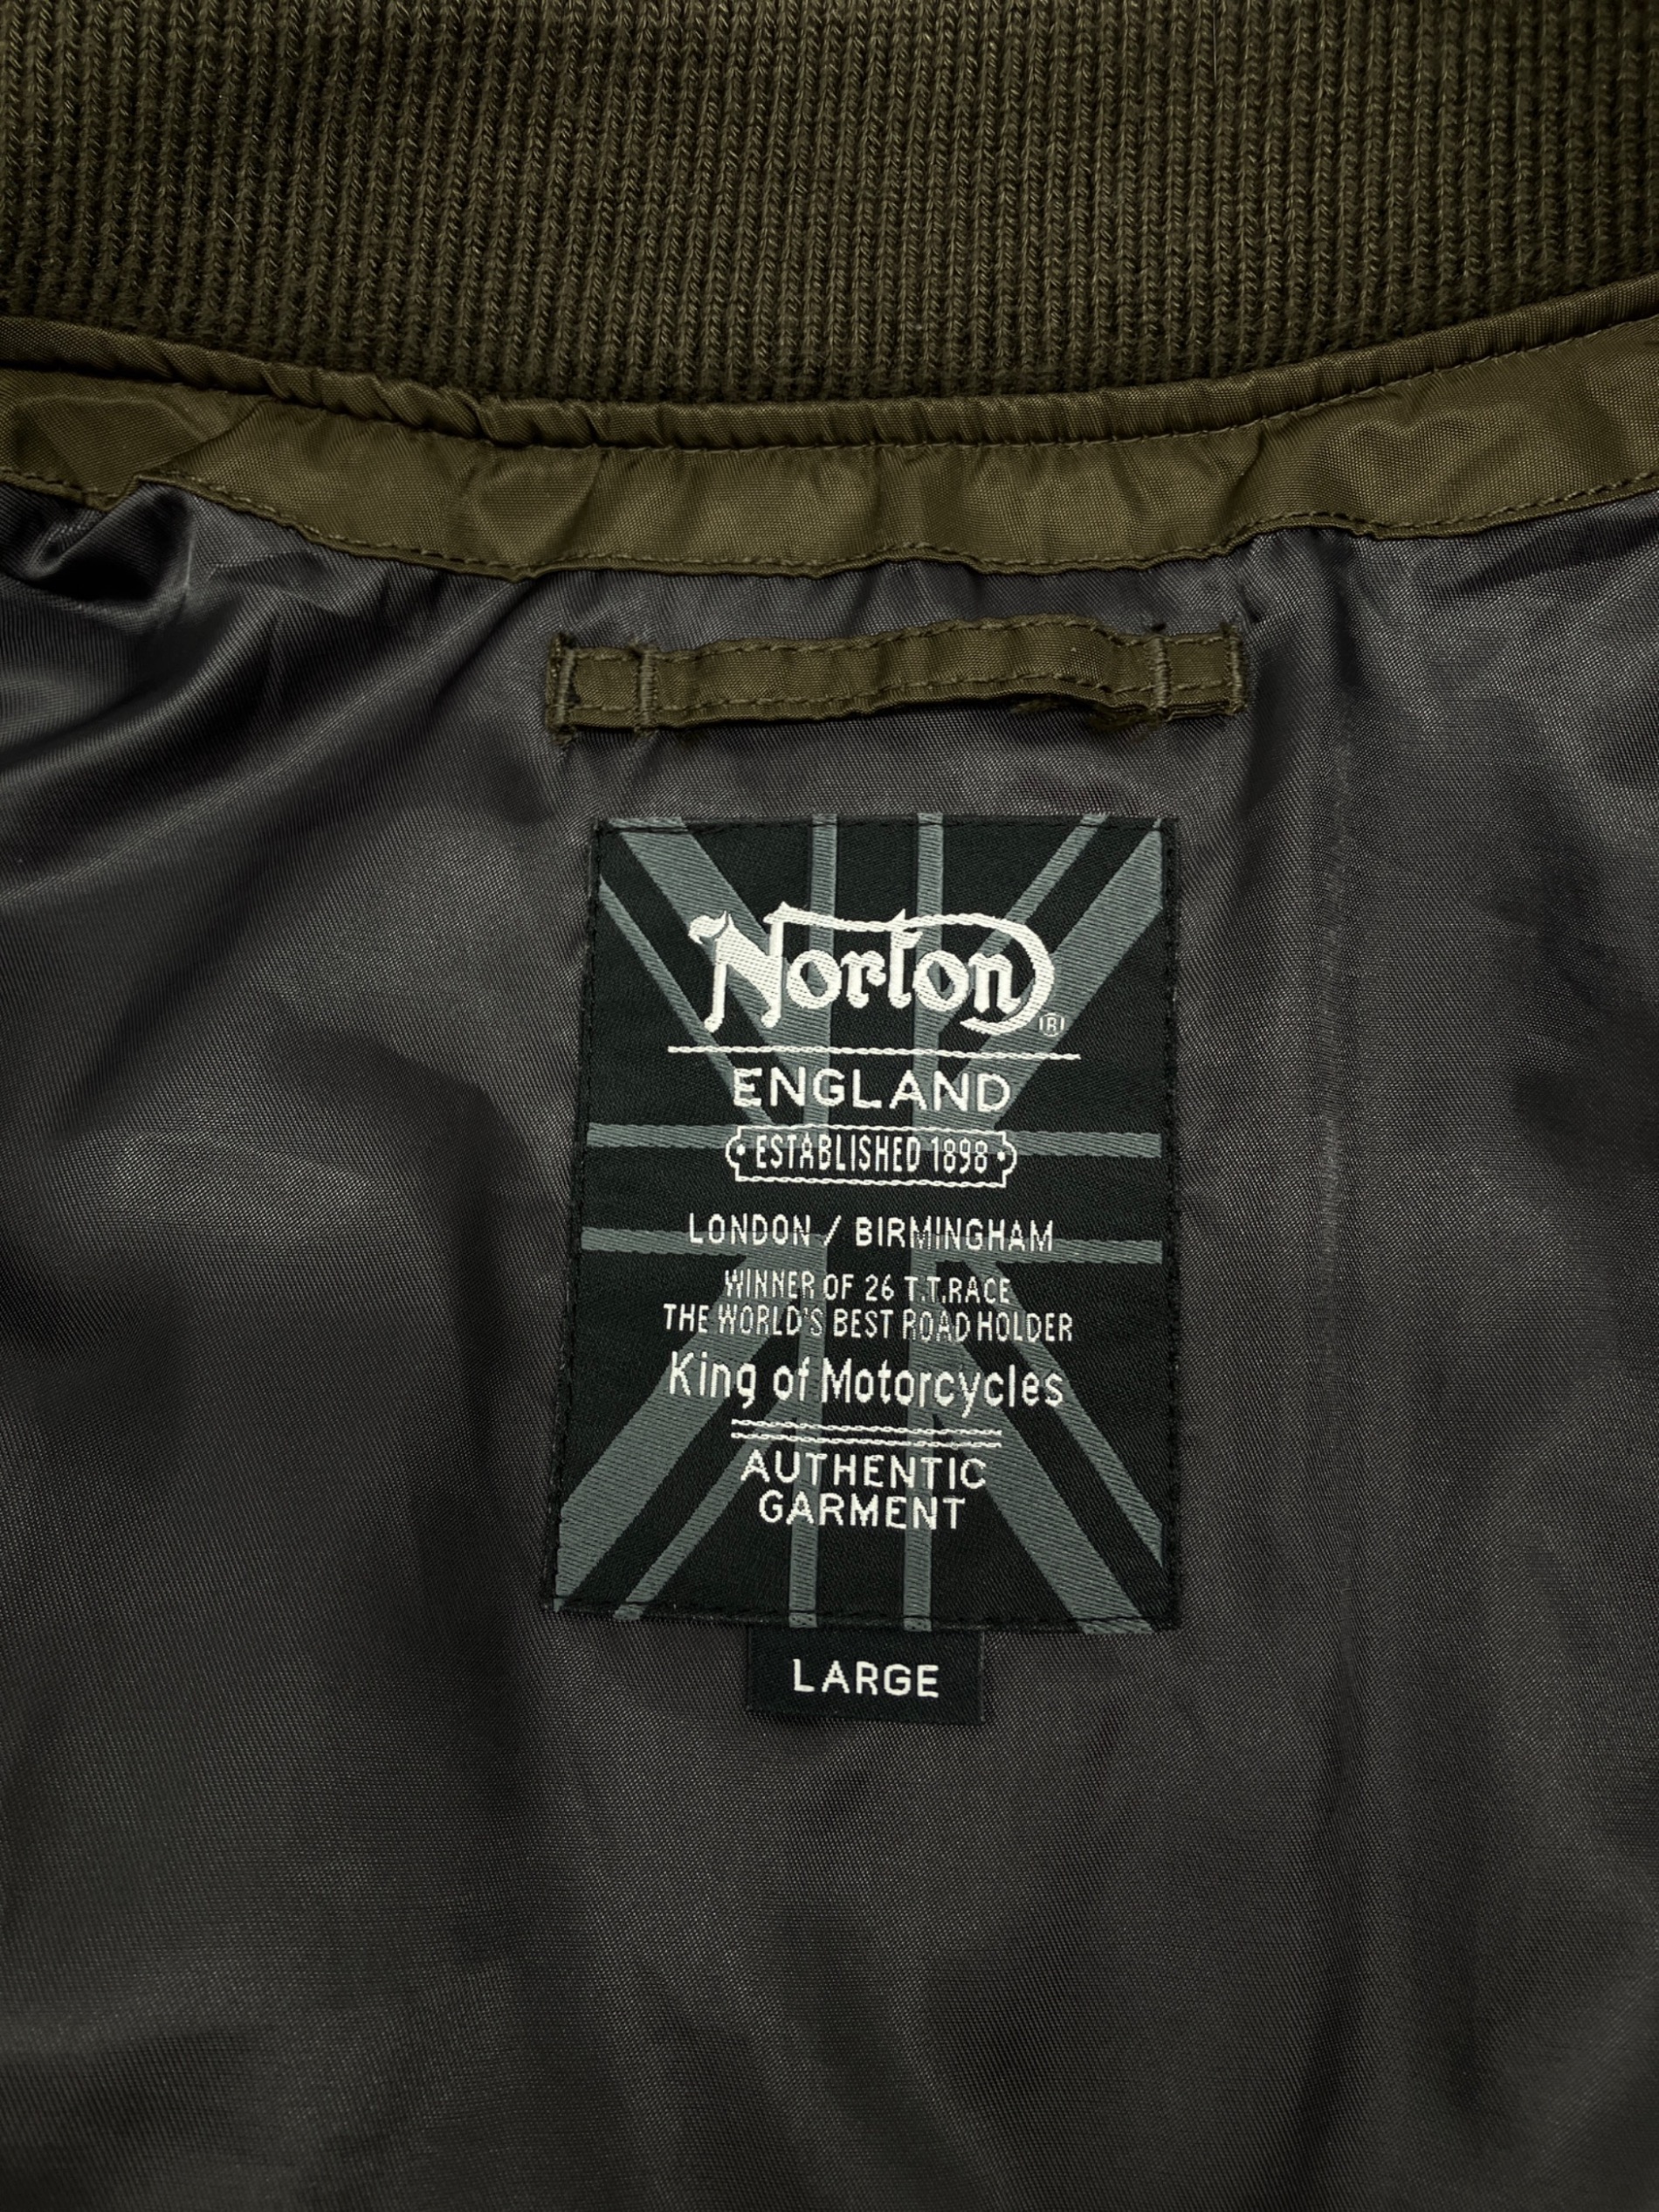 Norton®
ENGLAND
ESTABLISHED 1898
LONDON / BIRMINGHAM
WINNER OF 26 T.T.RACE
THE WORLD'S BEST ROAD HOLDER
King of Motorcycles
AUTHENTIC
GARMENT
LARGE